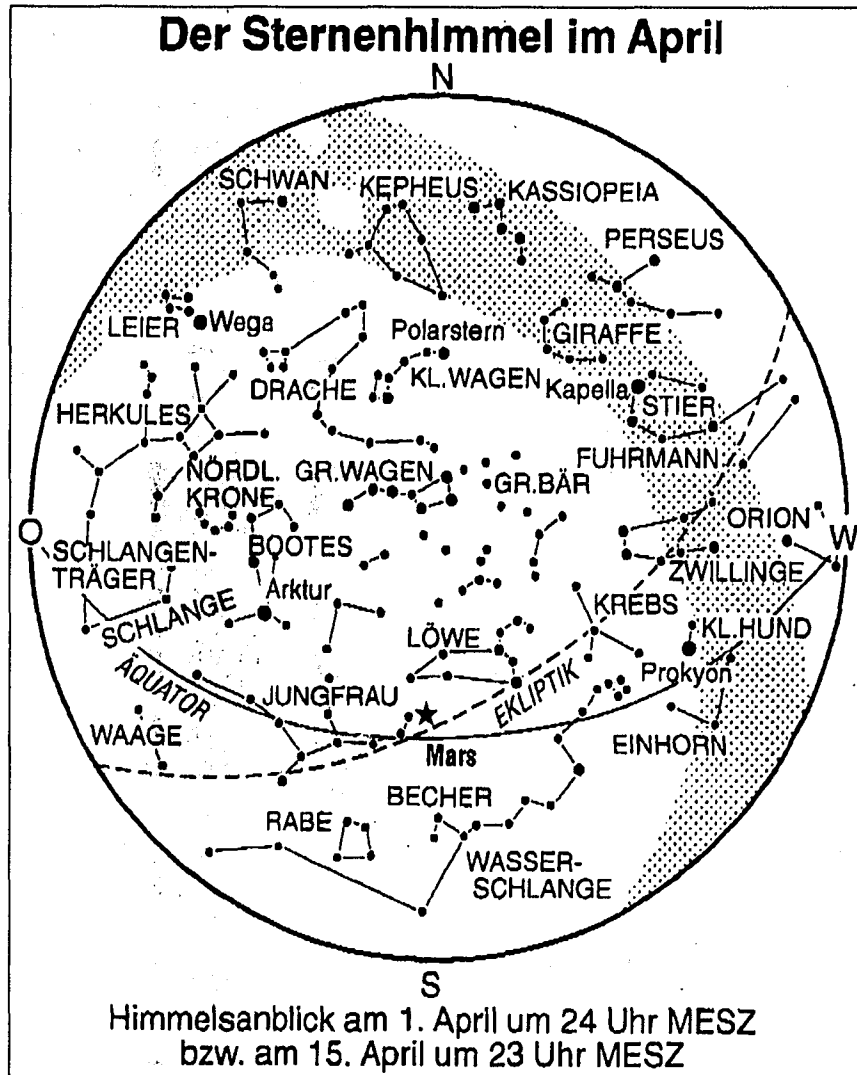 Der Sternenhimmel im April
N
SCHWAN
KEPHEUS
KASSIOPEIA
PERSEUS
LEIER
Wega
Polarstern
GIRAFFE
DRACHE
KL.WAGEN
Kapella
STIER
HERKULES
FUHRMANN
NÖRDL.
KRONE
GR.WAGEN
GR.BÄR
ORION
O
W
SCHLANGEN-
TRÄGER
BOOTES
ZWILLINGE
SCHLANGE
Arktur
KREBS
KL.HUND
LÖWE
Prokyon
ÄQUATOR
JUNGFRAU
EKLIPTIK
WAAGE
Mars
EINHORN
BECHER
RABE
WASSER-
SCHLANGE
S
Himmelsanblick am 1. April um 24 Uhr MESZ
bzw. am 15. April um 23 Uhr MESZ